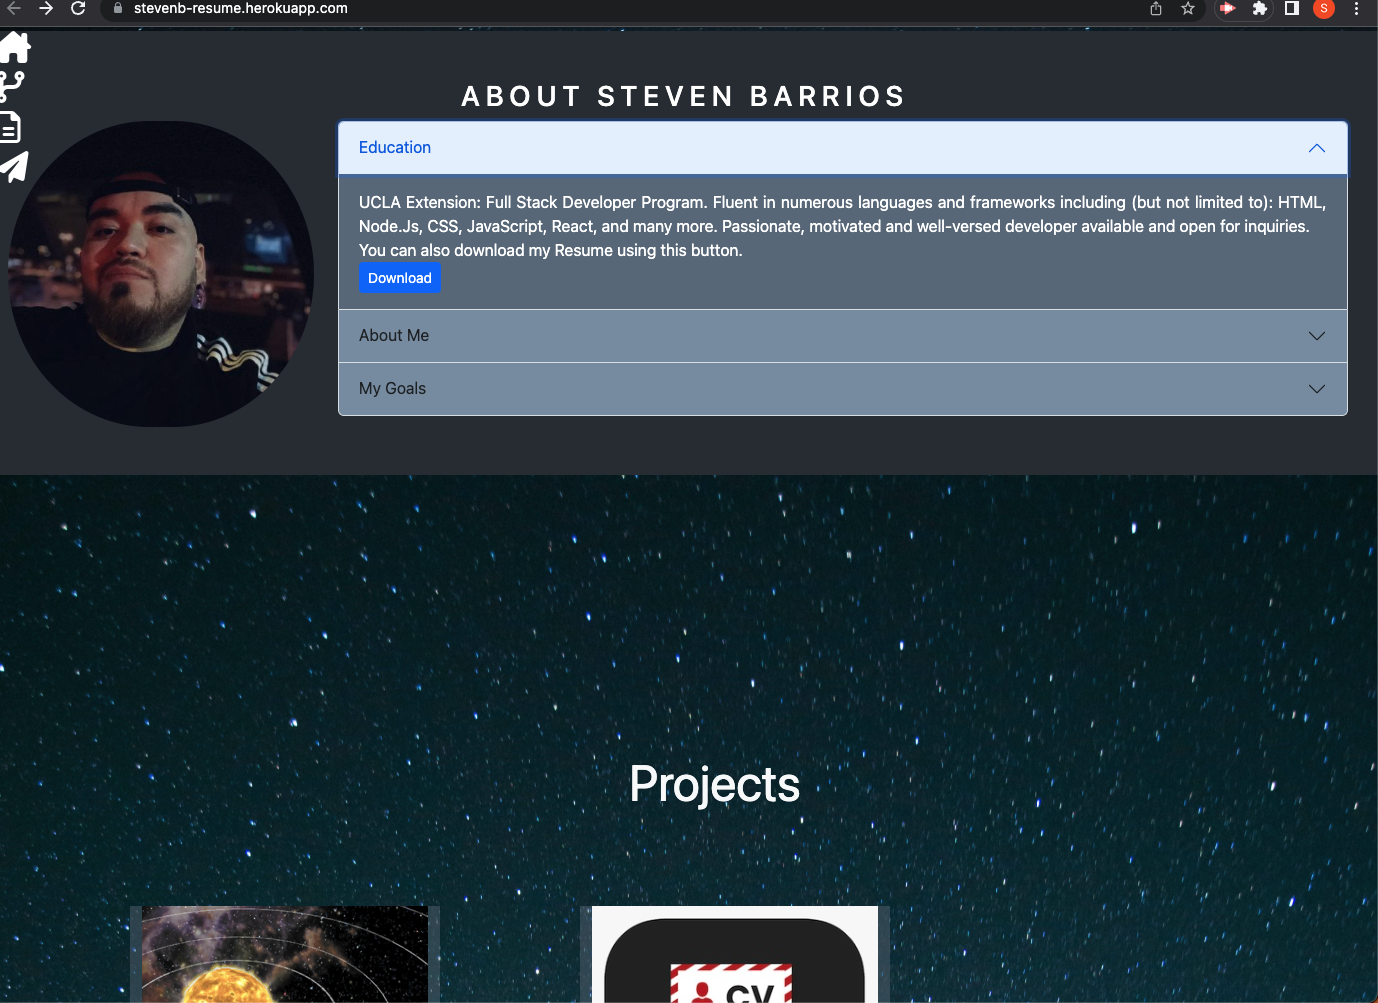 stevenb-resume.herokuapp.com
S
ABOUT STEVEN BARRIOS
Education
UCLA Extension: Full Stack Developer Program. Fluent in numerous languages and frameworks including (but not limited to): HTML,
Node.Js, CSS, JavaScript, React, and many more. Passionate, motivated and well-versed developer available and open for inquiries.
You can also download my Resume using this button.
Download
About Me
My Goals
Projects
CV